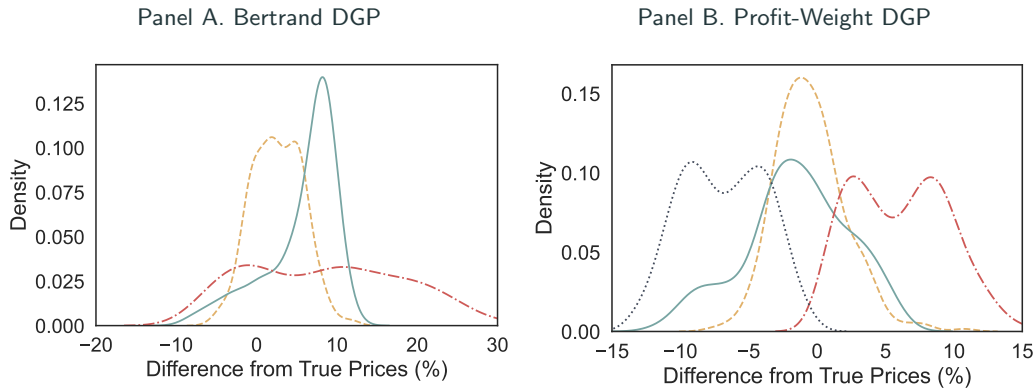 Panel A. Bertrand DGP
0.125
0.100
0.075
0.050
0.025
0.000
Density
−20 −10 0 10 20 30
Difference from True Prices (%)
Panel B. Profit-Weight DGP
0.15
0.10
0.05
0.00
Density
−15 −10 −5 0 5 10 15
Difference from True Prices (%)